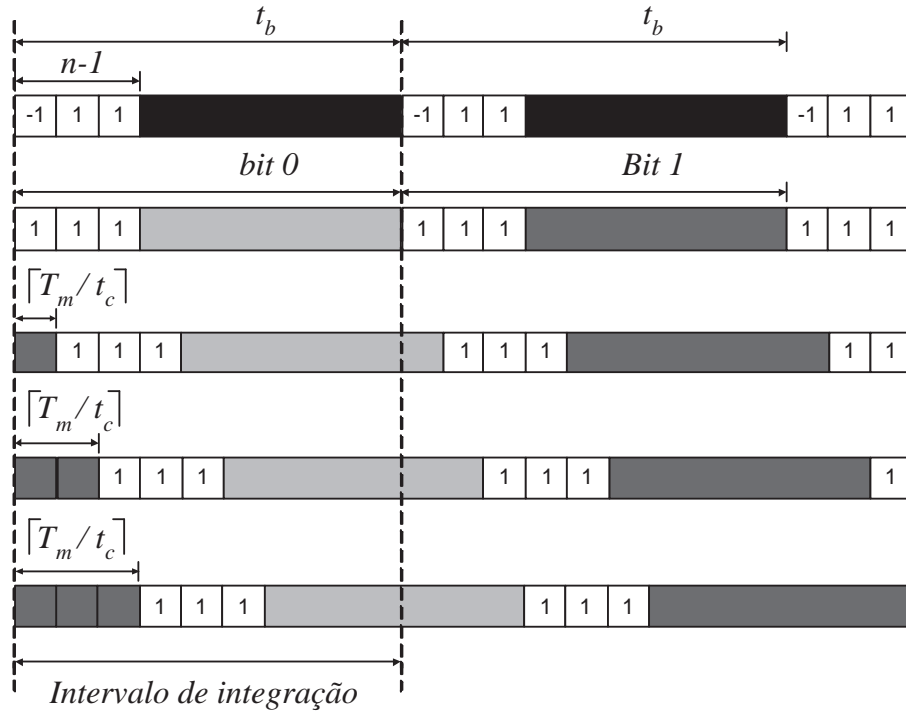 t_b t_b
n-1
-1 1 1 -1 1 1 -1 1 1
bit 0 Bit 1
1 1 1 1 1 1 1 1 1
⌈T_m / t_c⌉
1 1 1 1 1 1 1 1
⌈T_m / t_c⌉
1 1 1 1 1 1 1
⌈T_m / t_c⌉
1 1 1 1 1 1
Intervalo de integração